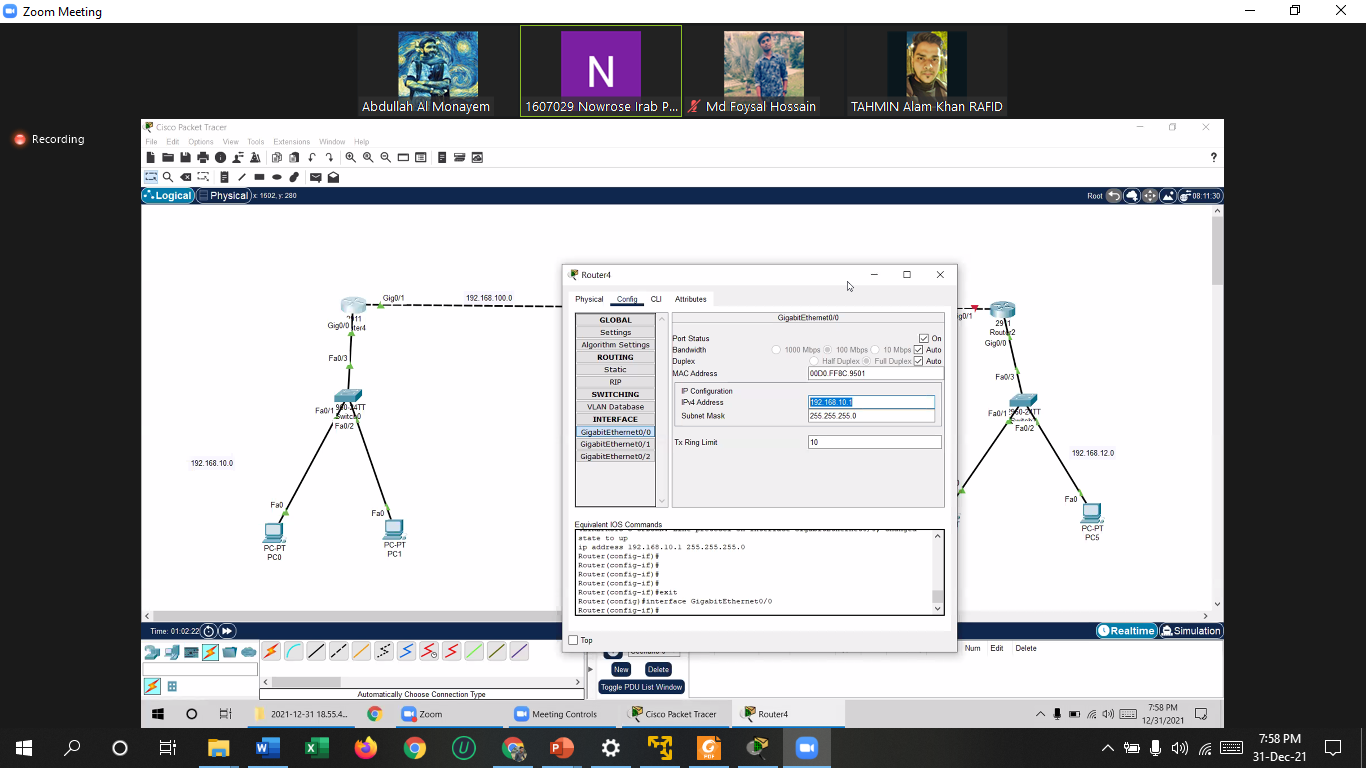 Zoom Meeting
N
Abdullah Al Monayem
1607029 Nowrose Irab P...
Md Foysal Hossain
TAHMIN Alam Khan RAFID
Recording
Cisco Packet Tracer
File Edit Options View Tools Extensions Window Help
?
Logical Physical x: 1602, y: 280
Root 08:11:30
Gig0/1
192.168.100.0
Gig0/0
Fa0/3
Fa0/1
Switch0
Fa0/2
192.168.10.0
Fa0
PC-PT
PC0
Fa0
PC-PT
PC1
Router4
Physical Config CLI Attributes
GLOBAL
Settings
Algorithm Settings
ROUTING
Static
RIP
SWITCHING
VLAN Database
INTERFACE
GigabitEthernet0/0
GigabitEthernet0/1
GigabitEthernet0/2
GigabitEthernet0/0
Port Status On
Bandwidth 1000 Mbps 100 Mbps 10 Mbps Auto
Duplex Half Duplex Full Duplex Auto
MAC Address 00D0.FF8C.9501
IP Configuration
IPv4 Address 192.168.10.1
Subnet Mask 255.255.255.0
Tx Ring Limit 10
Equivalent IOS Commands
state to up
ip address 192.168.10.1 255.255.255.0
Router(config-if)#
Router(config-if)#
Router(config-if)#
Router(config-if)#
Router(config-if)#exit
Router(config)#interface GigabitEthernet0/0
Router(config-if)#
Top
Router2
Gig0/0
Fa0/3
Fa0/1
Fa0/2
192.168.12.0
Fa0
PC-PT
PC5
Time: 01:02:22
Realtime Simulation
New Delete
Toggle PDU List Window
Num Edit Delete
Automatically Choose Connection Type
2021-12-31 18.55.4...
Zoom
Meeting Controls
Cisco Packet Tracer
Router4
7:58 PM
12/31/2021
7:58 PM
31-Dec-21